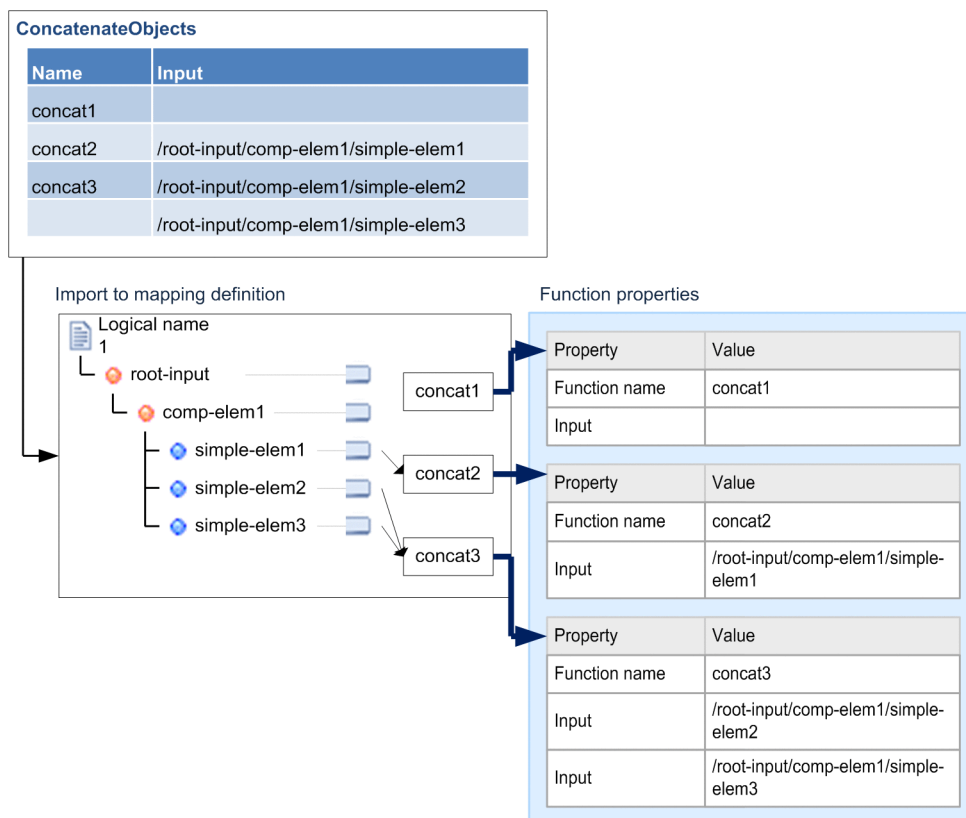 ConcatenateObjects
Name Input
concat1
concat2 /root-input/comp-elem1/simple-elem1
concat3 /root-input/comp-elem1/simple-elem2
/root-input/comp-elem1/simple-elem3
Import to mapping definition
Logical name
1
root-input
comp-elem1
simple-elem1
simple-elem2
simple-elem3
concat1
concat2
concat3
Function properties
Property Value
Function name concat1
Input
Property Value
Function name concat2
Input /root-input/comp-elem1/simple-
elem1
Property Value
Function name concat3
Input /root-input/comp-elem1/simple-
elem2
Input /root-input/comp-elem1/simple-
elem3